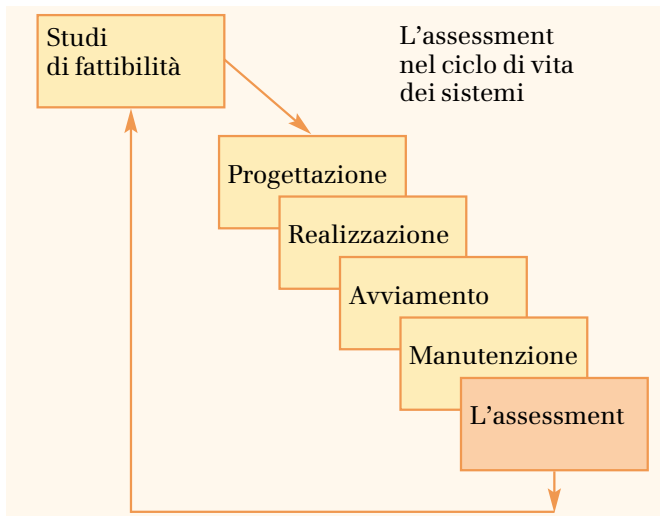 Studi
di fattibilità
L’assessment
nel ciclo di vita
dei sistemi
Progettazione
Realizzazione
Avviamento
Manutenzione
L’assessment